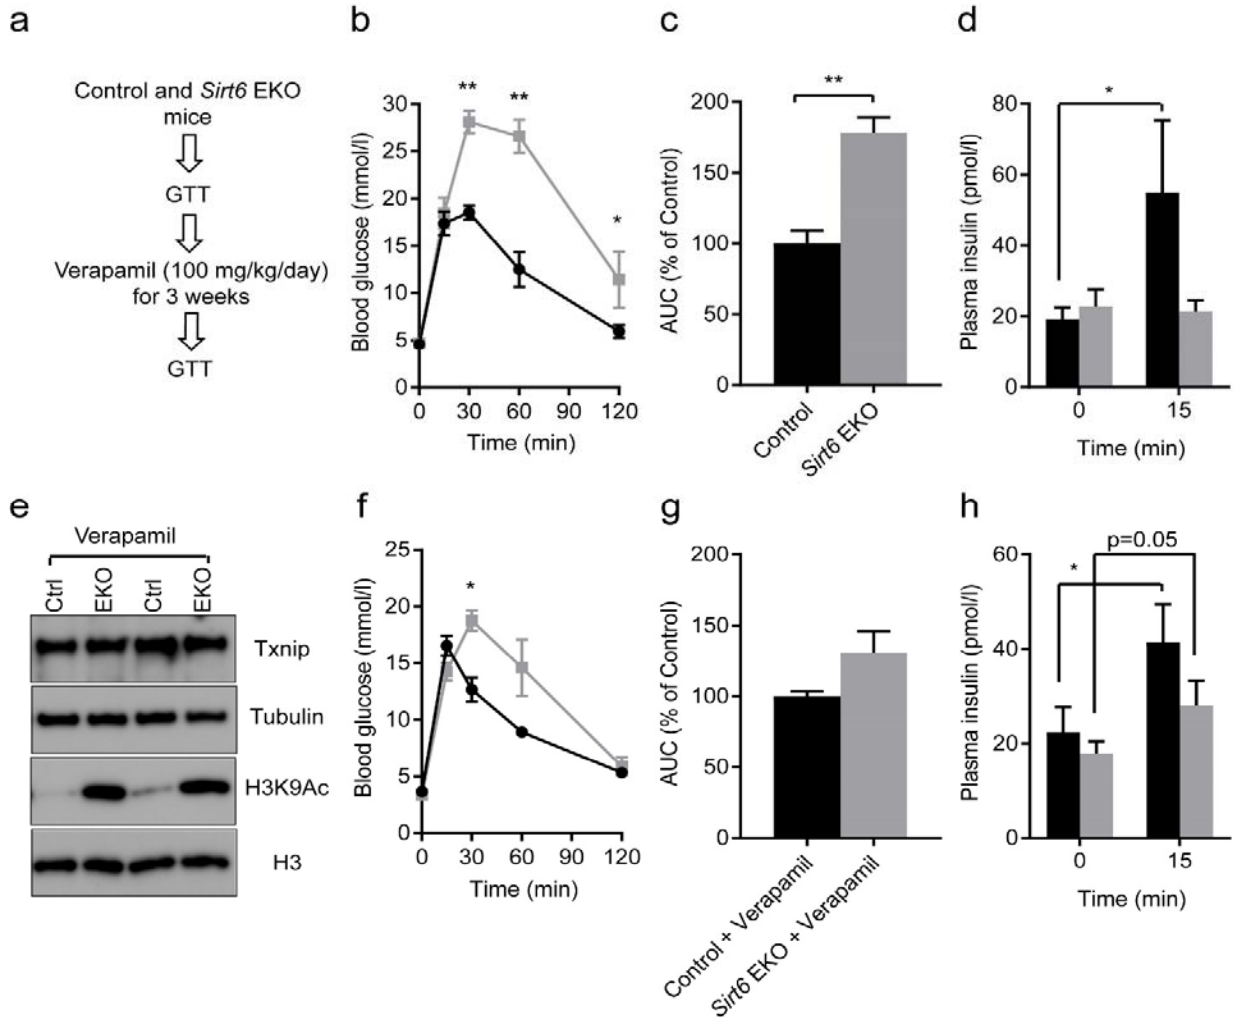 a
Control and Sirt6 EKO
mice
GTT
Verapamil (100 mg/kg/day)
for 3 weeks
GTT
b
Blood glucose (mmol/l)
30
25
20
15
10
5
0
**
**
*
0 30 60 90 120
Time (min)
c
AUC (% of Control)
200
150
100
50
0
**
Control
Sirt6 EKO
d
Plasma insulin (pmol/l)
80
60
40
20
0
*
0 15
Time (min)
e
Verapamil
Ctrl EKO Ctrl EKO
Txnip
Tubulin
H3K9Ac
H3
f
Blood glucose (mmol/l)
25
20
15
10
5
0
*
0 30 60 90 120
Time (min)
g
AUC (% of Control)
200
150
100
50
0
Control + Verapamil
Sirt6 EKO + Verapamil
h
Plasma insulin (pmol/l)
60
40
20
0
*
p=0.05
0 15
Time (min)